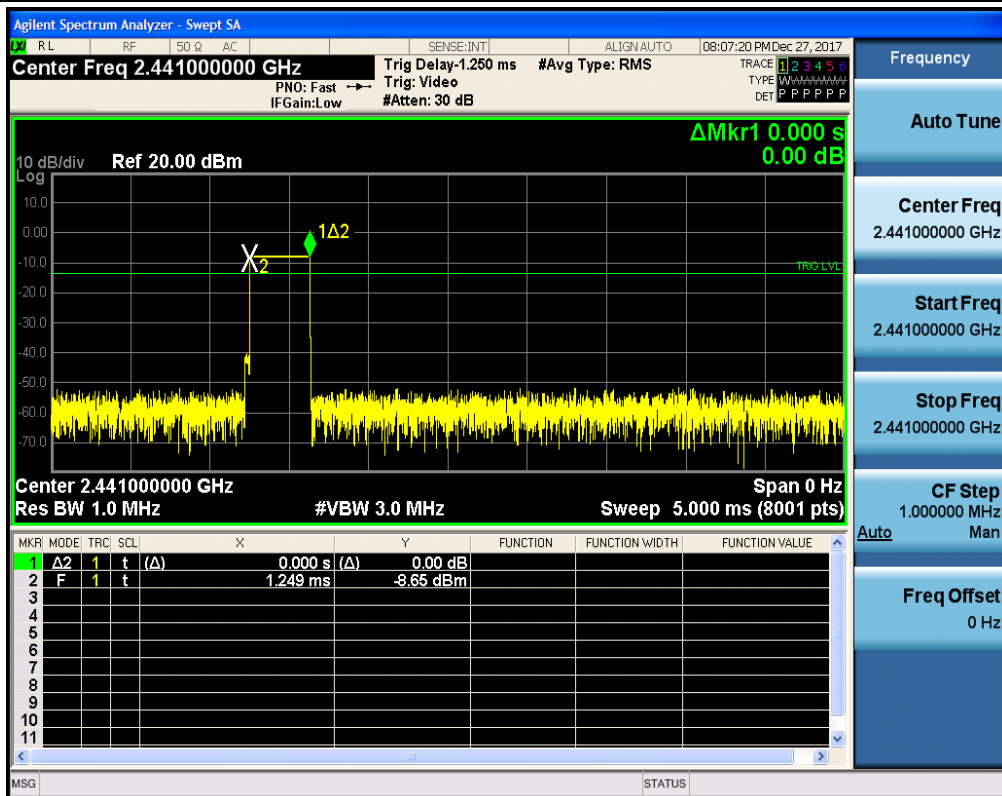 Agilent Spectrum Analyzer - Swept SA
LXI RL RF 50 Ω AC SENSE:INT ALIGNAUTO 08:07:20 PM Dec 27, 2017
Center Freq 2.441000000 GHz
PNO: Fast
IFGain:Low
Trig Delay-1.250 ms
Trig: Video
#Atten: 30 dB
#Avg Type: RMS
TRACE 1 2 3 4 5 6
TYPE
DET P P P P P P
ΔMkr1 0.000 s
0.00 dB
10 dB/div Ref 20.00 dBm
Log
10.0
0.00
-10.0
-20.0
-30.0
-40.0
-50.0
-60.0
-70.0
1Δ2
X2
TRIG LVL
Center 2.441000000 GHz Span 0 Hz
Res BW 1.0 MHz #VBW 3.0 MHz Sweep 5.000 ms (8001 pts)
MKR MODE TRC SCL X Y FUNCTION FUNCTION WIDTH FUNCTION VALUE
1 Δ2 1 t (Δ) 0.000 s (Δ) 0.00 dB
2 F 1 t 1.249 ms -8.65 dBm
3
4
5
6
7
8
9
10
11
MSG STATUS
Frequency
Auto Tune
Center Freq
2.441000000 GHz
Start Freq
2.441000000 GHz
Stop Freq
2.441000000 GHz
CF Step
1.000000 MHz
Auto Man
Freq Offset
0 Hz